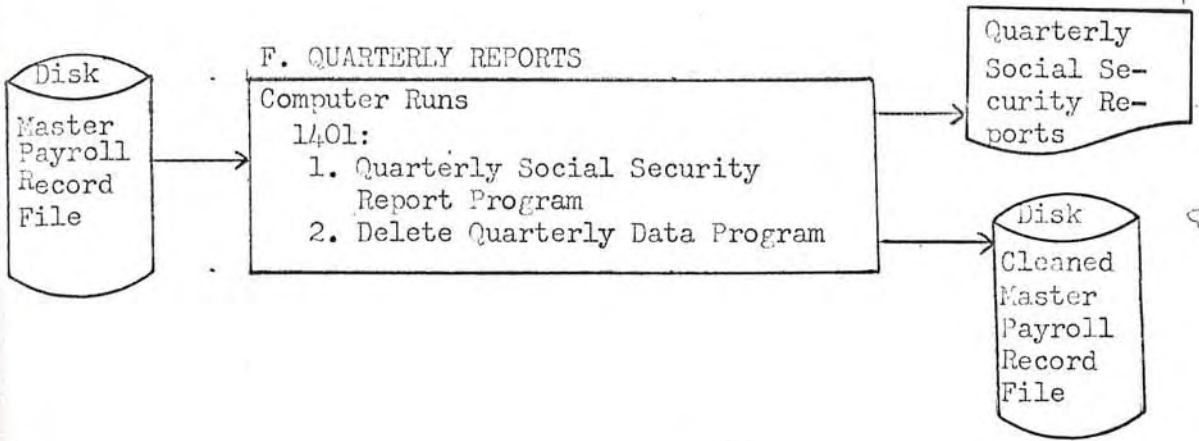 Disk
Master
Payroll
Record
File
F. QUARTERLY REPORTS
Computer Runs
1401:
1. Quarterly Social Security
Report Program
2. Delete Quarterly Data Program
Quarterly
Social Se-
curity Re-
ports
Disk
Cleaned
Master
Payroll
Record
File